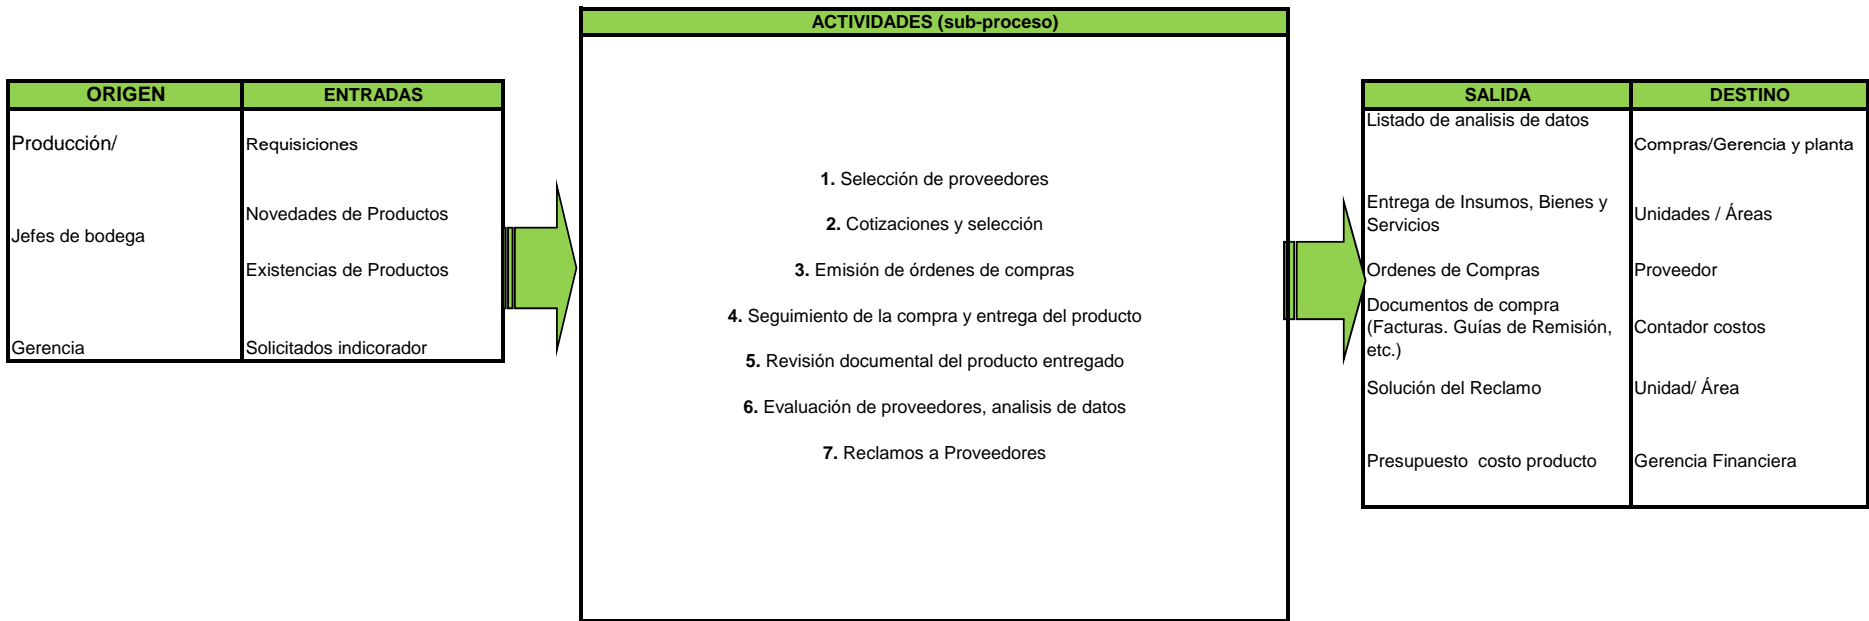 ACTIVIDADES (sub-proceso)
ORIGEN
ENTRADAS
Producción/
Requisiciones
Novedades de Productos
Jefes de bodega
Existencias de Productos
Gerencia
Solicitados indicorador
1. Selección de proveedores
2. Cotizaciones y selección
3. Emisión de órdenes de compras
4. Seguimiento de la compra y entrega del producto
5. Revisión documental del producto entregado
6. Evaluación de proveedores, analisis de datos
7. Reclamos a Proveedores
SALIDA
DESTINO
Listado de analisis de datos
Compras/Gerencia y planta
Entrega de Insumos, Bienes y
Servicios
Unidades / Áreas
Ordenes de Compras
Proveedor
Documentos de compra
(Facturas. Guías de Remisión,
etc.)
Contador costos
Solución del Reclamo
Unidad/ Área
Presupuesto costo producto
Gerencia Financiera